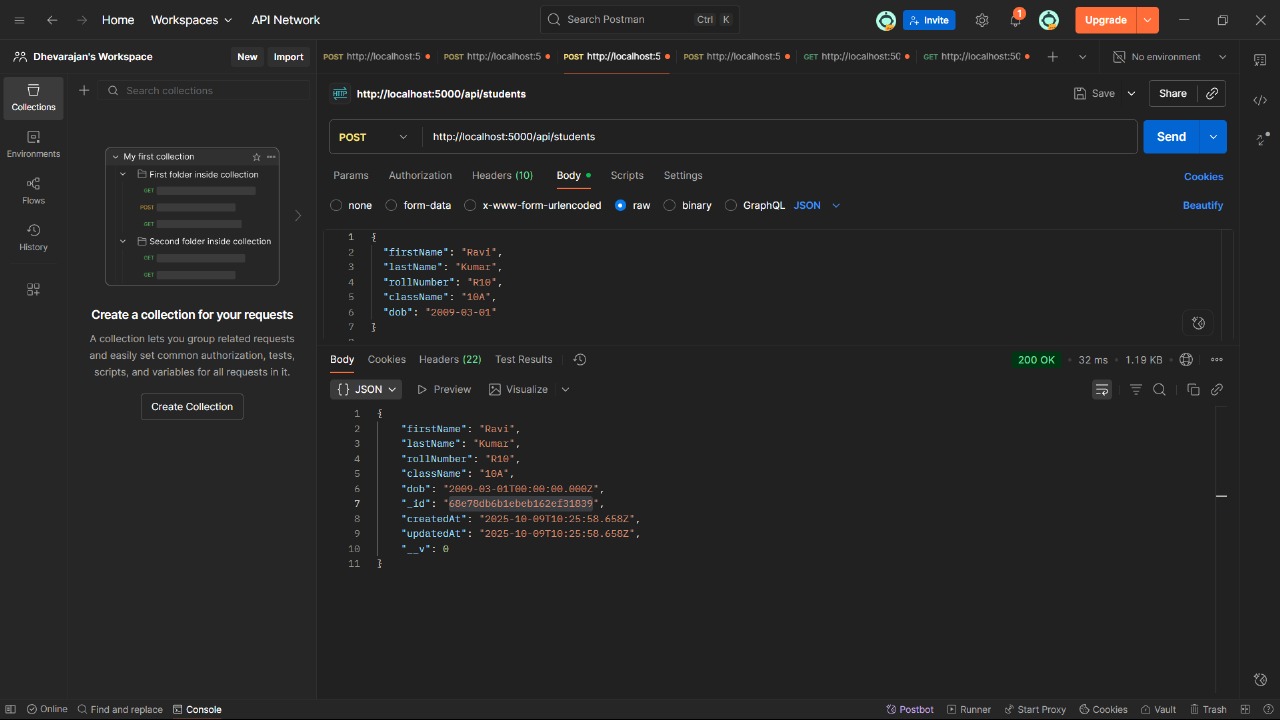 Home Workspaces API Network Search Postman Ctrl K Invite 1 Upgrade
Dhevarajan's Workspace New Import
POST http://localhost:5 POST http://localhost:5 POST http://localhost:5 POST http://localhost:5 GET http://localhost:50 GET http://localhost:50 No environment
Collections
Environments
Flows
History
Search collections
My first collection
First folder inside collection
GET
POST
GET
Second folder inside collection
GET
GET
Create a collection for your requests
A collection lets you group related requests
and easily set common authorization, tests,
scripts, and variables for all requests in it.
Create Collection
HTTP http://localhost:5000/api/students Save Share
POST http://localhost:5000/api/students Send
Params Authorization Headers (10) Body Scripts Settings Cookies
none form-data x-www-form-urlencoded raw binary GraphQL JSON Beautify
1 {
2 "firstName": "Ravi",
3 "lastName": "Kumar",
4 "rollNumber": "R10",
5 "className": "10A",
6 "dob": "2009-03-01"
7 }
Body Cookies Headers (22) Test Results 200 OK • 32 ms • 1.19 KB
{} JSON Preview Visualize
1 {
2 "firstName": "Ravi",
3 "lastName": "Kumar",
4 "rollNumber": "R10",
5 "className": "10A",
6 "dob": "2009-03-01T00:00:00.000Z",
7 "_id": "68e78db6b1ebeb162ef31839",
8 "createdAt": "2025-10-09T10:25:58.658Z",
9 "updatedAt": "2025-10-09T10:25:58.658Z",
10 "__v": 0
11 }
Online Find and replace Console Postbot Runner Start Proxy Cookies Vault Trash